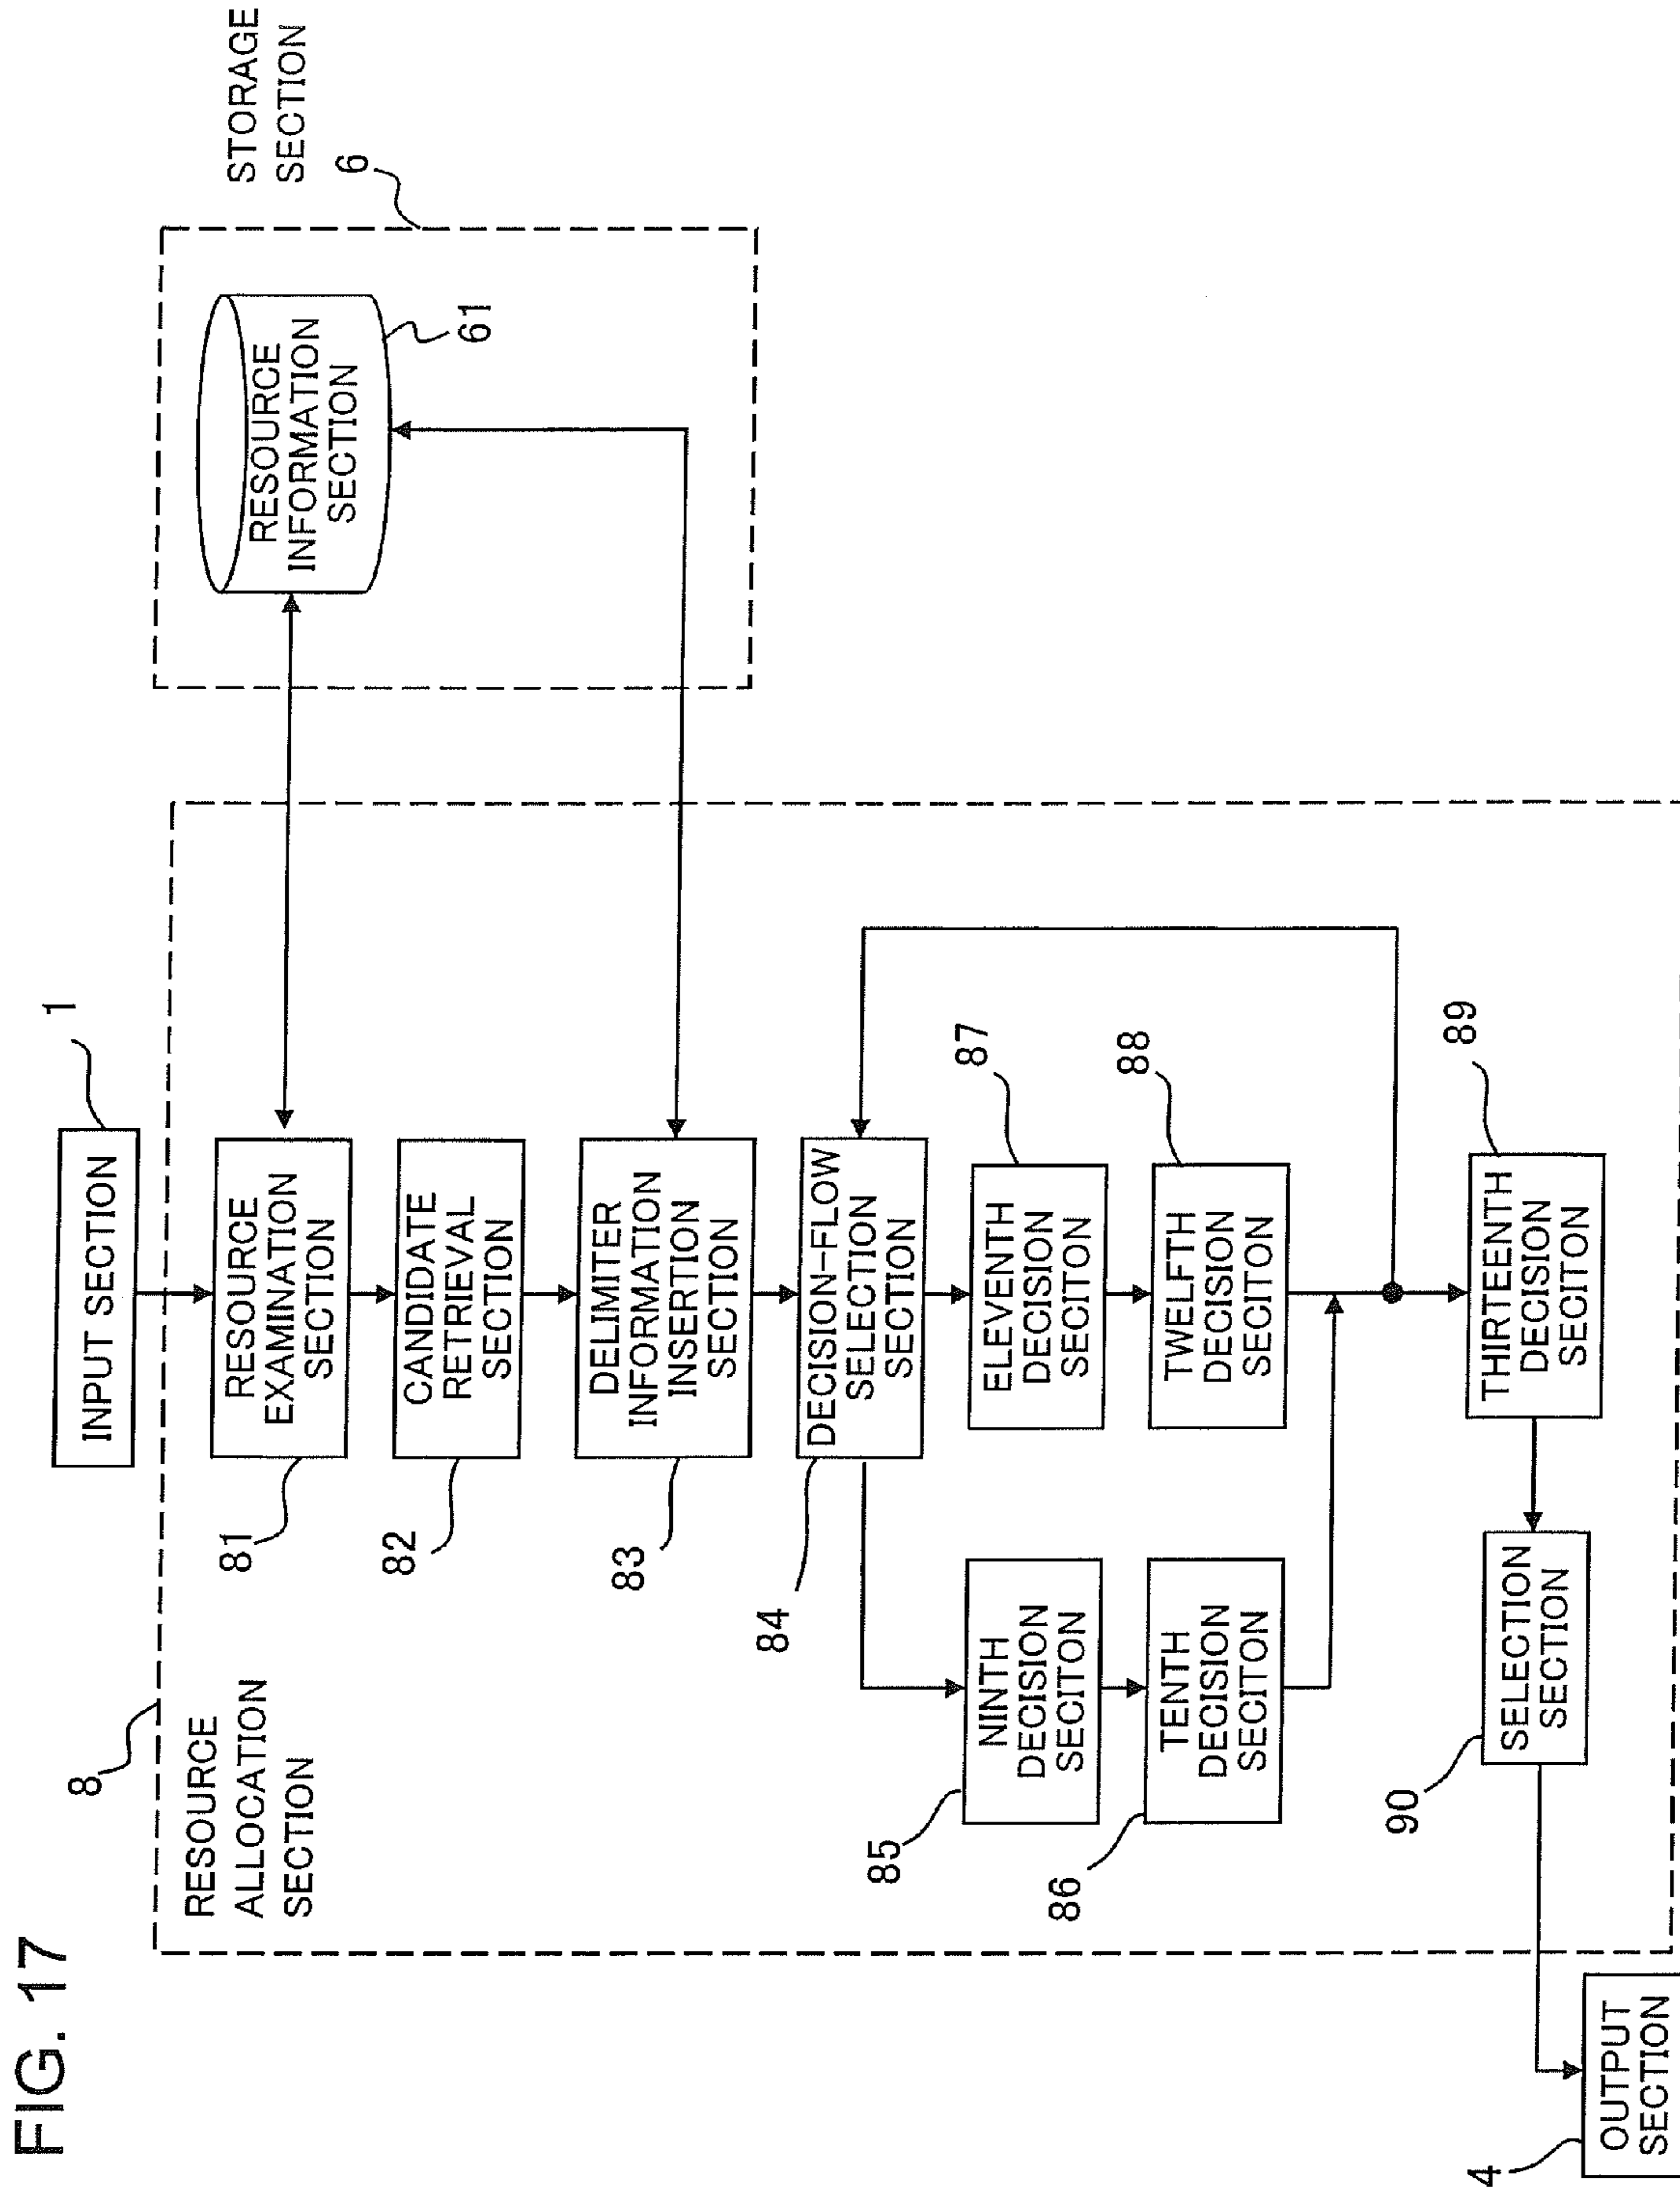 FIG. 17
8
RESOURCE
ALLOCATION
SECTION
1
INPUT SECTION
STORAGE
SECTION
6
RESOURCE
INFORMATION
SECTION
61
RESOURCE
EXAMINATION
SECTION
81
CANDIDATE
RETRIEVAL
SECTION
82
DELIMITER
INFORMATION
INSERTION
SECTION
83
DECISION-FLOW
SELECTION
SECTION
84
NINTH
DECISION
SECITON
85
TENTH
DECISION
SECITON
86
ELEVENTH
DECISION
SECITON
87
TWELFTH
DECISION
SECITON
88
THIRTEENTH
DECISION
SECITON
89
SELECTION
SECTION
90
OUTPUT
SECTION
4